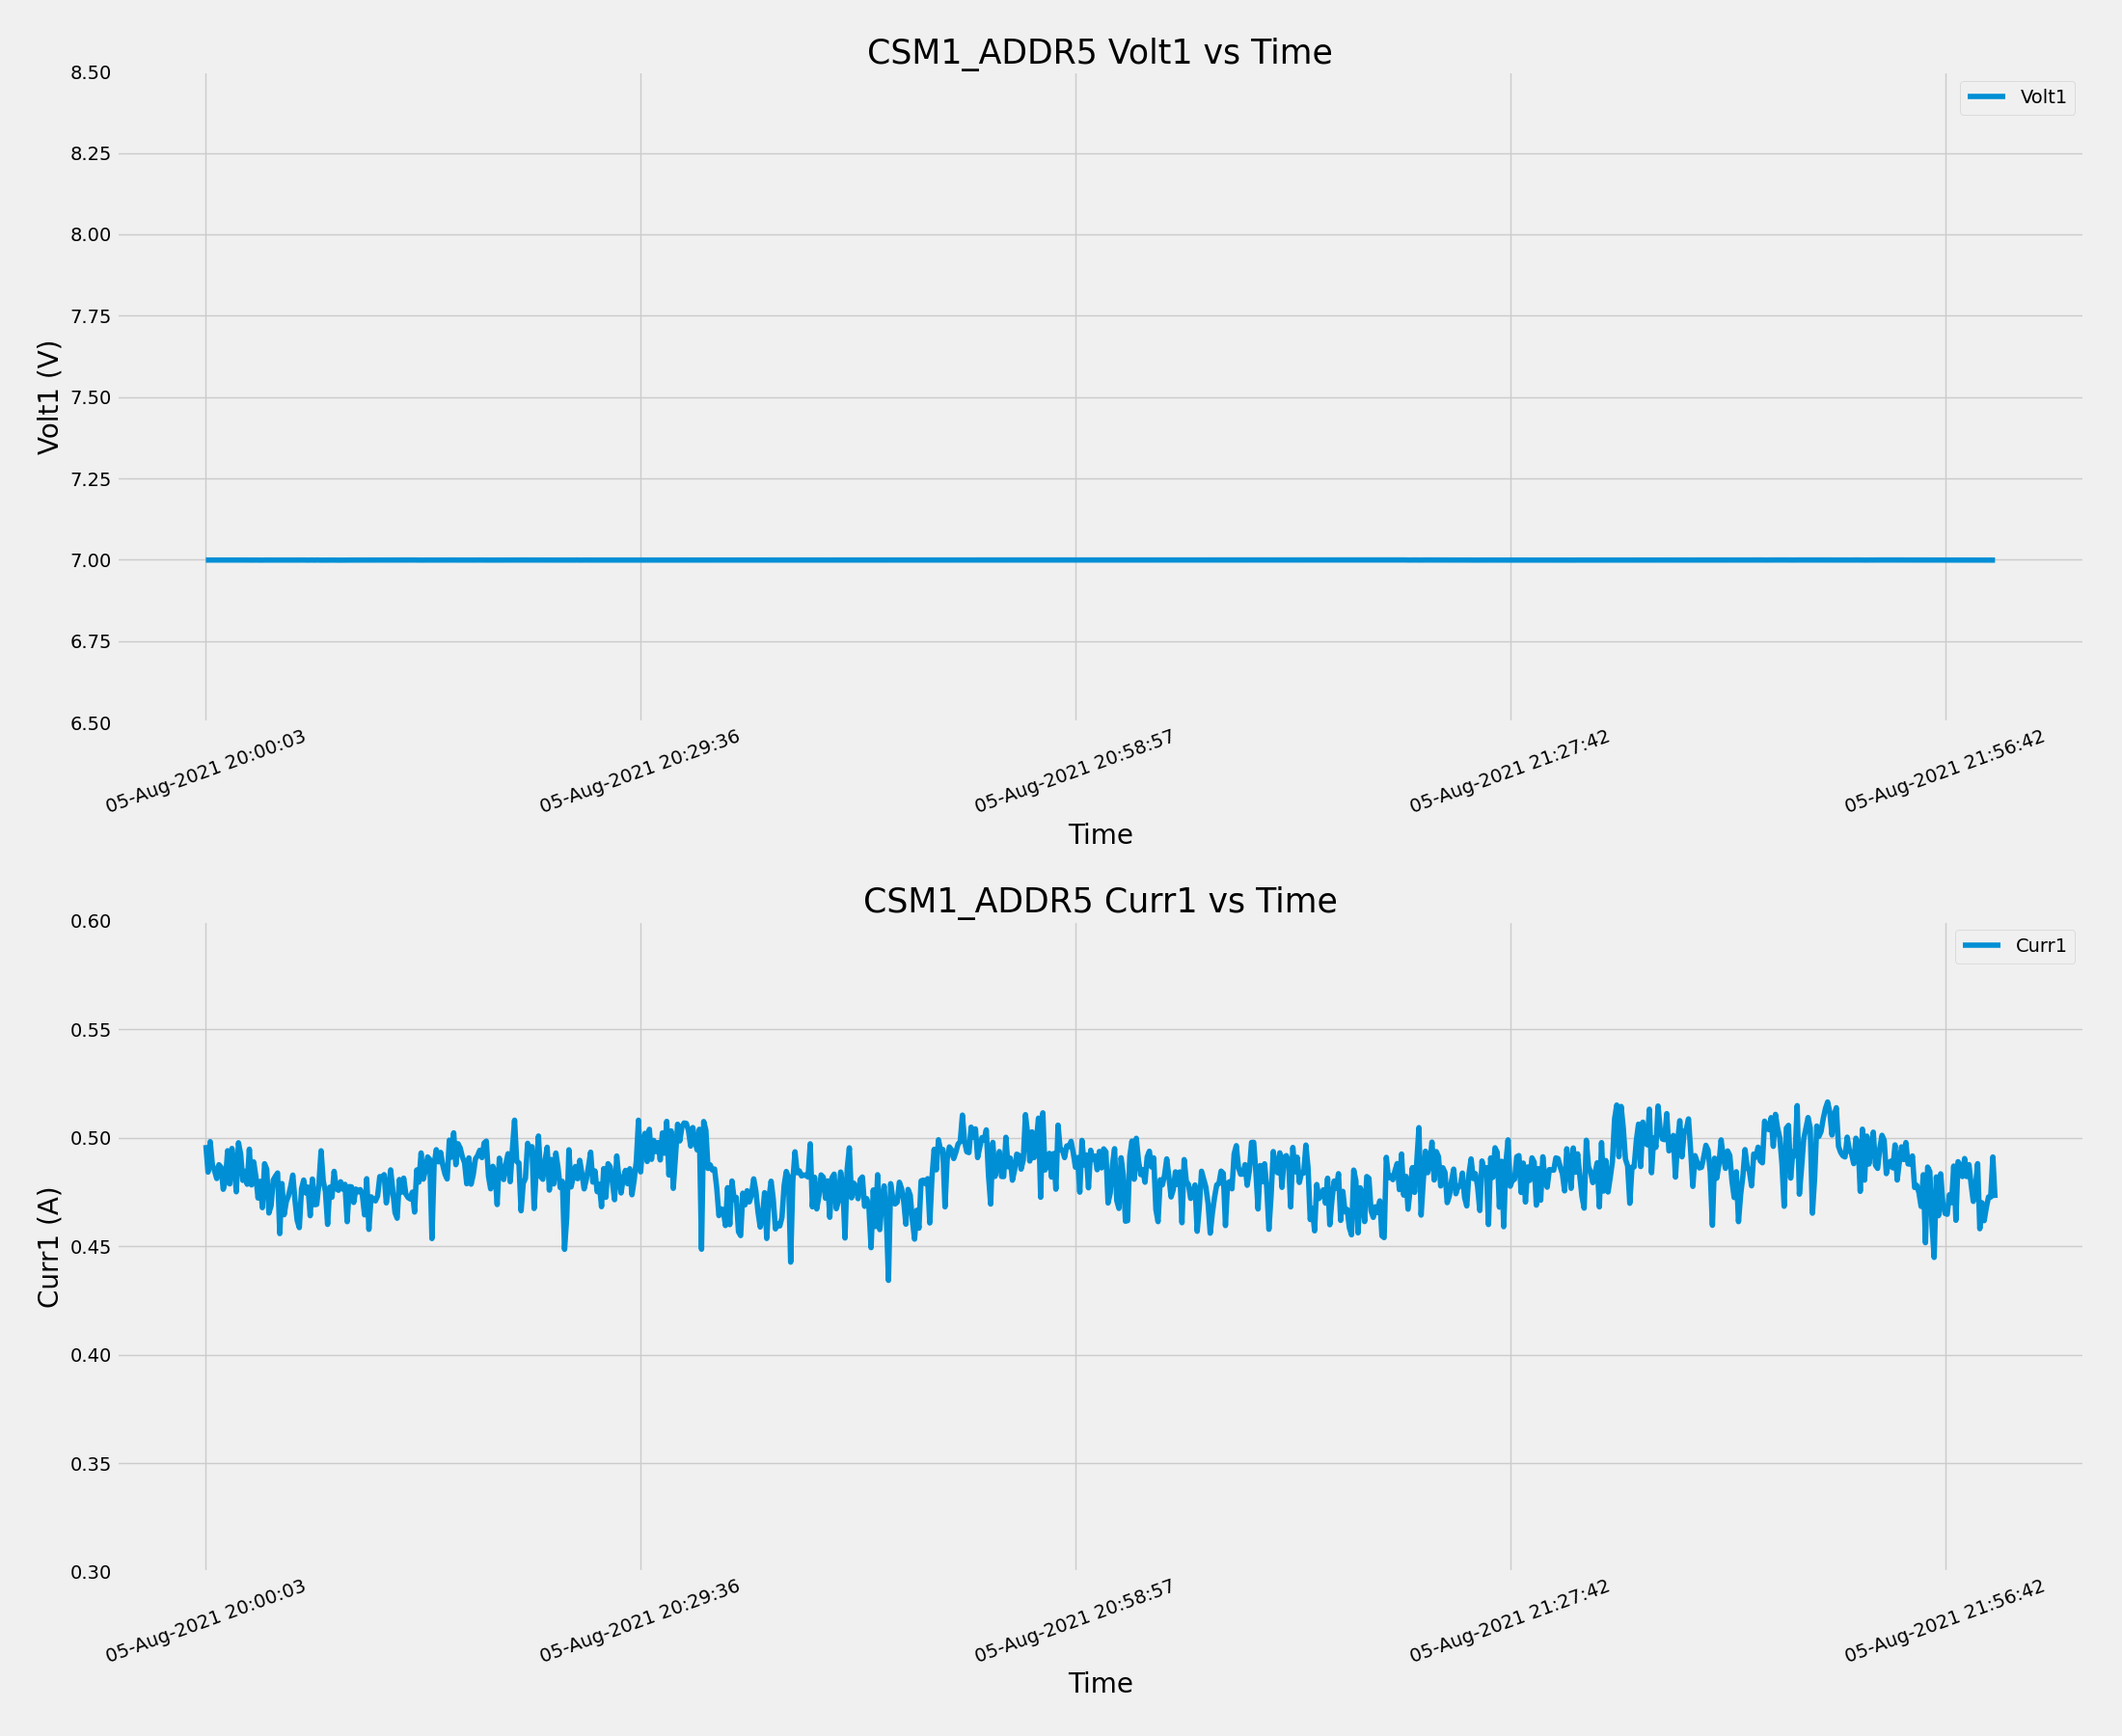 CSM1_ADDR5 Volt1 vs Time
8.50
8.25
8.00
7.75
7.50
7.25
7.00
6.75
6.50
Volt1 (V)
Volt1
05-Aug-2021 20:00:03
05-Aug-2021 20:29:36
05-Aug-2021 20:58:57
05-Aug-2021 21:27:42
05-Aug-2021 21:56:42
Time
CSM1_ADDR5 Curr1 vs Time
0.60
0.55
0.50
0.45
0.40
0.35
0.30
Curr1 (A)
Curr1
05-Aug-2021 20:00:03
05-Aug-2021 20:29:36
05-Aug-2021 20:58:57
05-Aug-2021 21:27:42
05-Aug-2021 21:56:42
Time